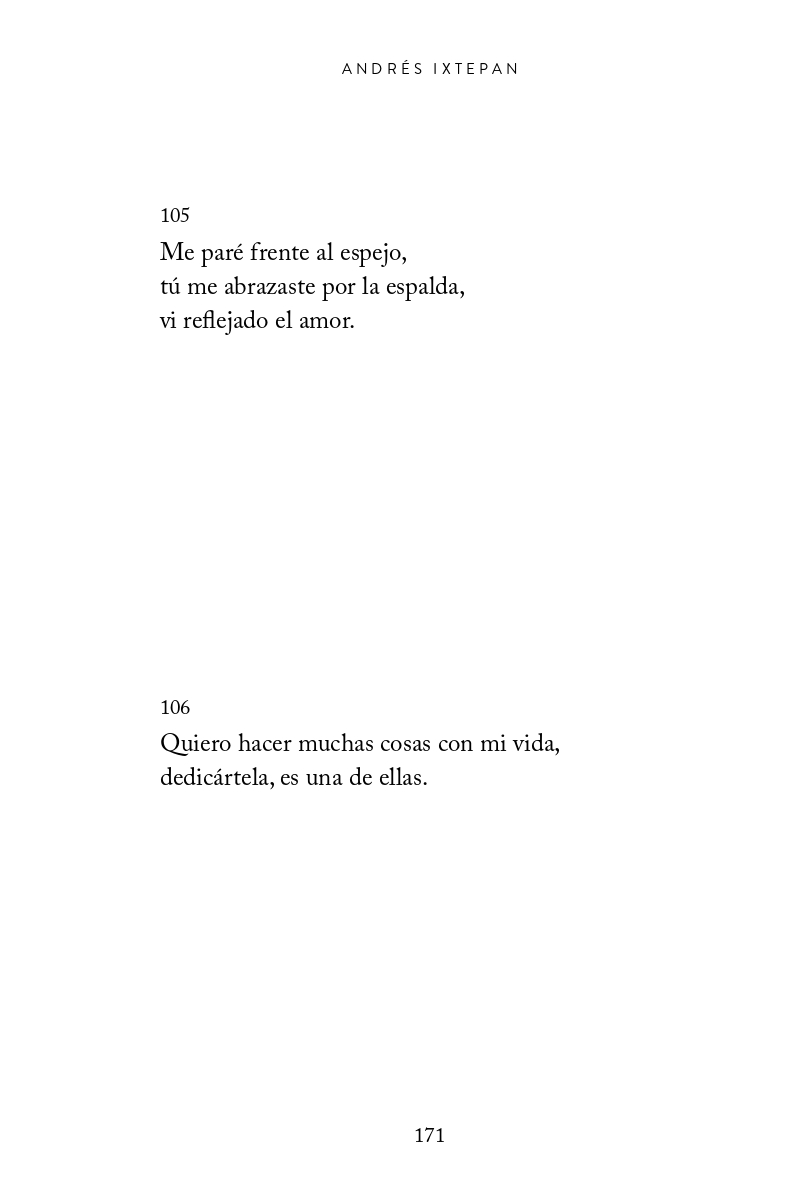 ANDRÉS IXTEPAN
105
Me paré frente al espejo,
tú me abrazaste por la espalda,
vi reflejado el amor.
106
Quiero hacer muchas cosas con mi vida,
dedicártela, es una de ellas.
171